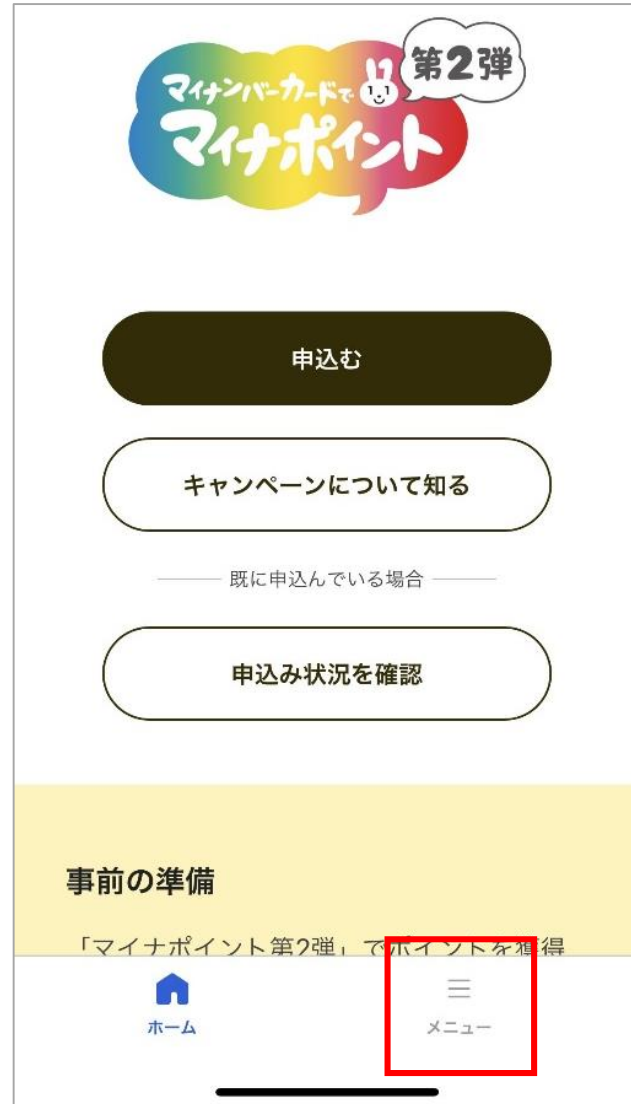 第2弾
マイナンバーカードで
マイナポイント
申込む
キャンペーンについて知る
既に申込んでいる場合
申込み状況を確認
事前の準備
「マイナポイント第2弾」でポイントを獲得
ホーム
メニュー